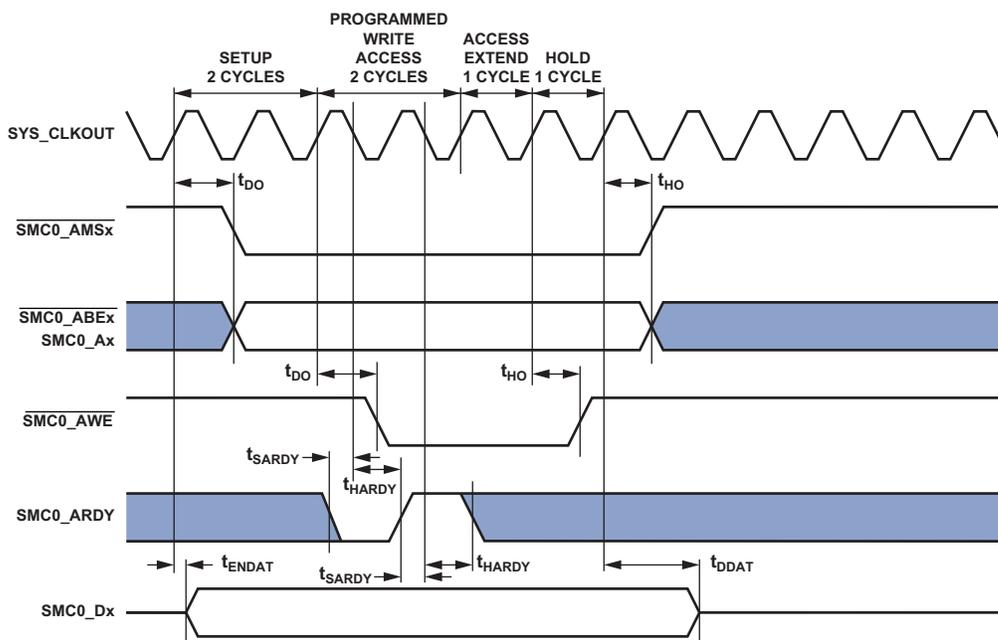 PROGRAMMED
WRITE
ACCESS
2 CYCLES
SETUP
2 CYCLES
ACCESS
EXTEND
1 CYCLE
HOLD
1 CYCLE
SYS_CLKOUT
tDO
tHO
SMC0_AMSx
SMC0_ABEx
SMC0_Ax
tDO
tHO
SMC0_AWE
tSARDY
tHARDY
SMC0_ARDY
tENDAT
tSARDY
tHARDY
tDDAT
SMC0_Dx